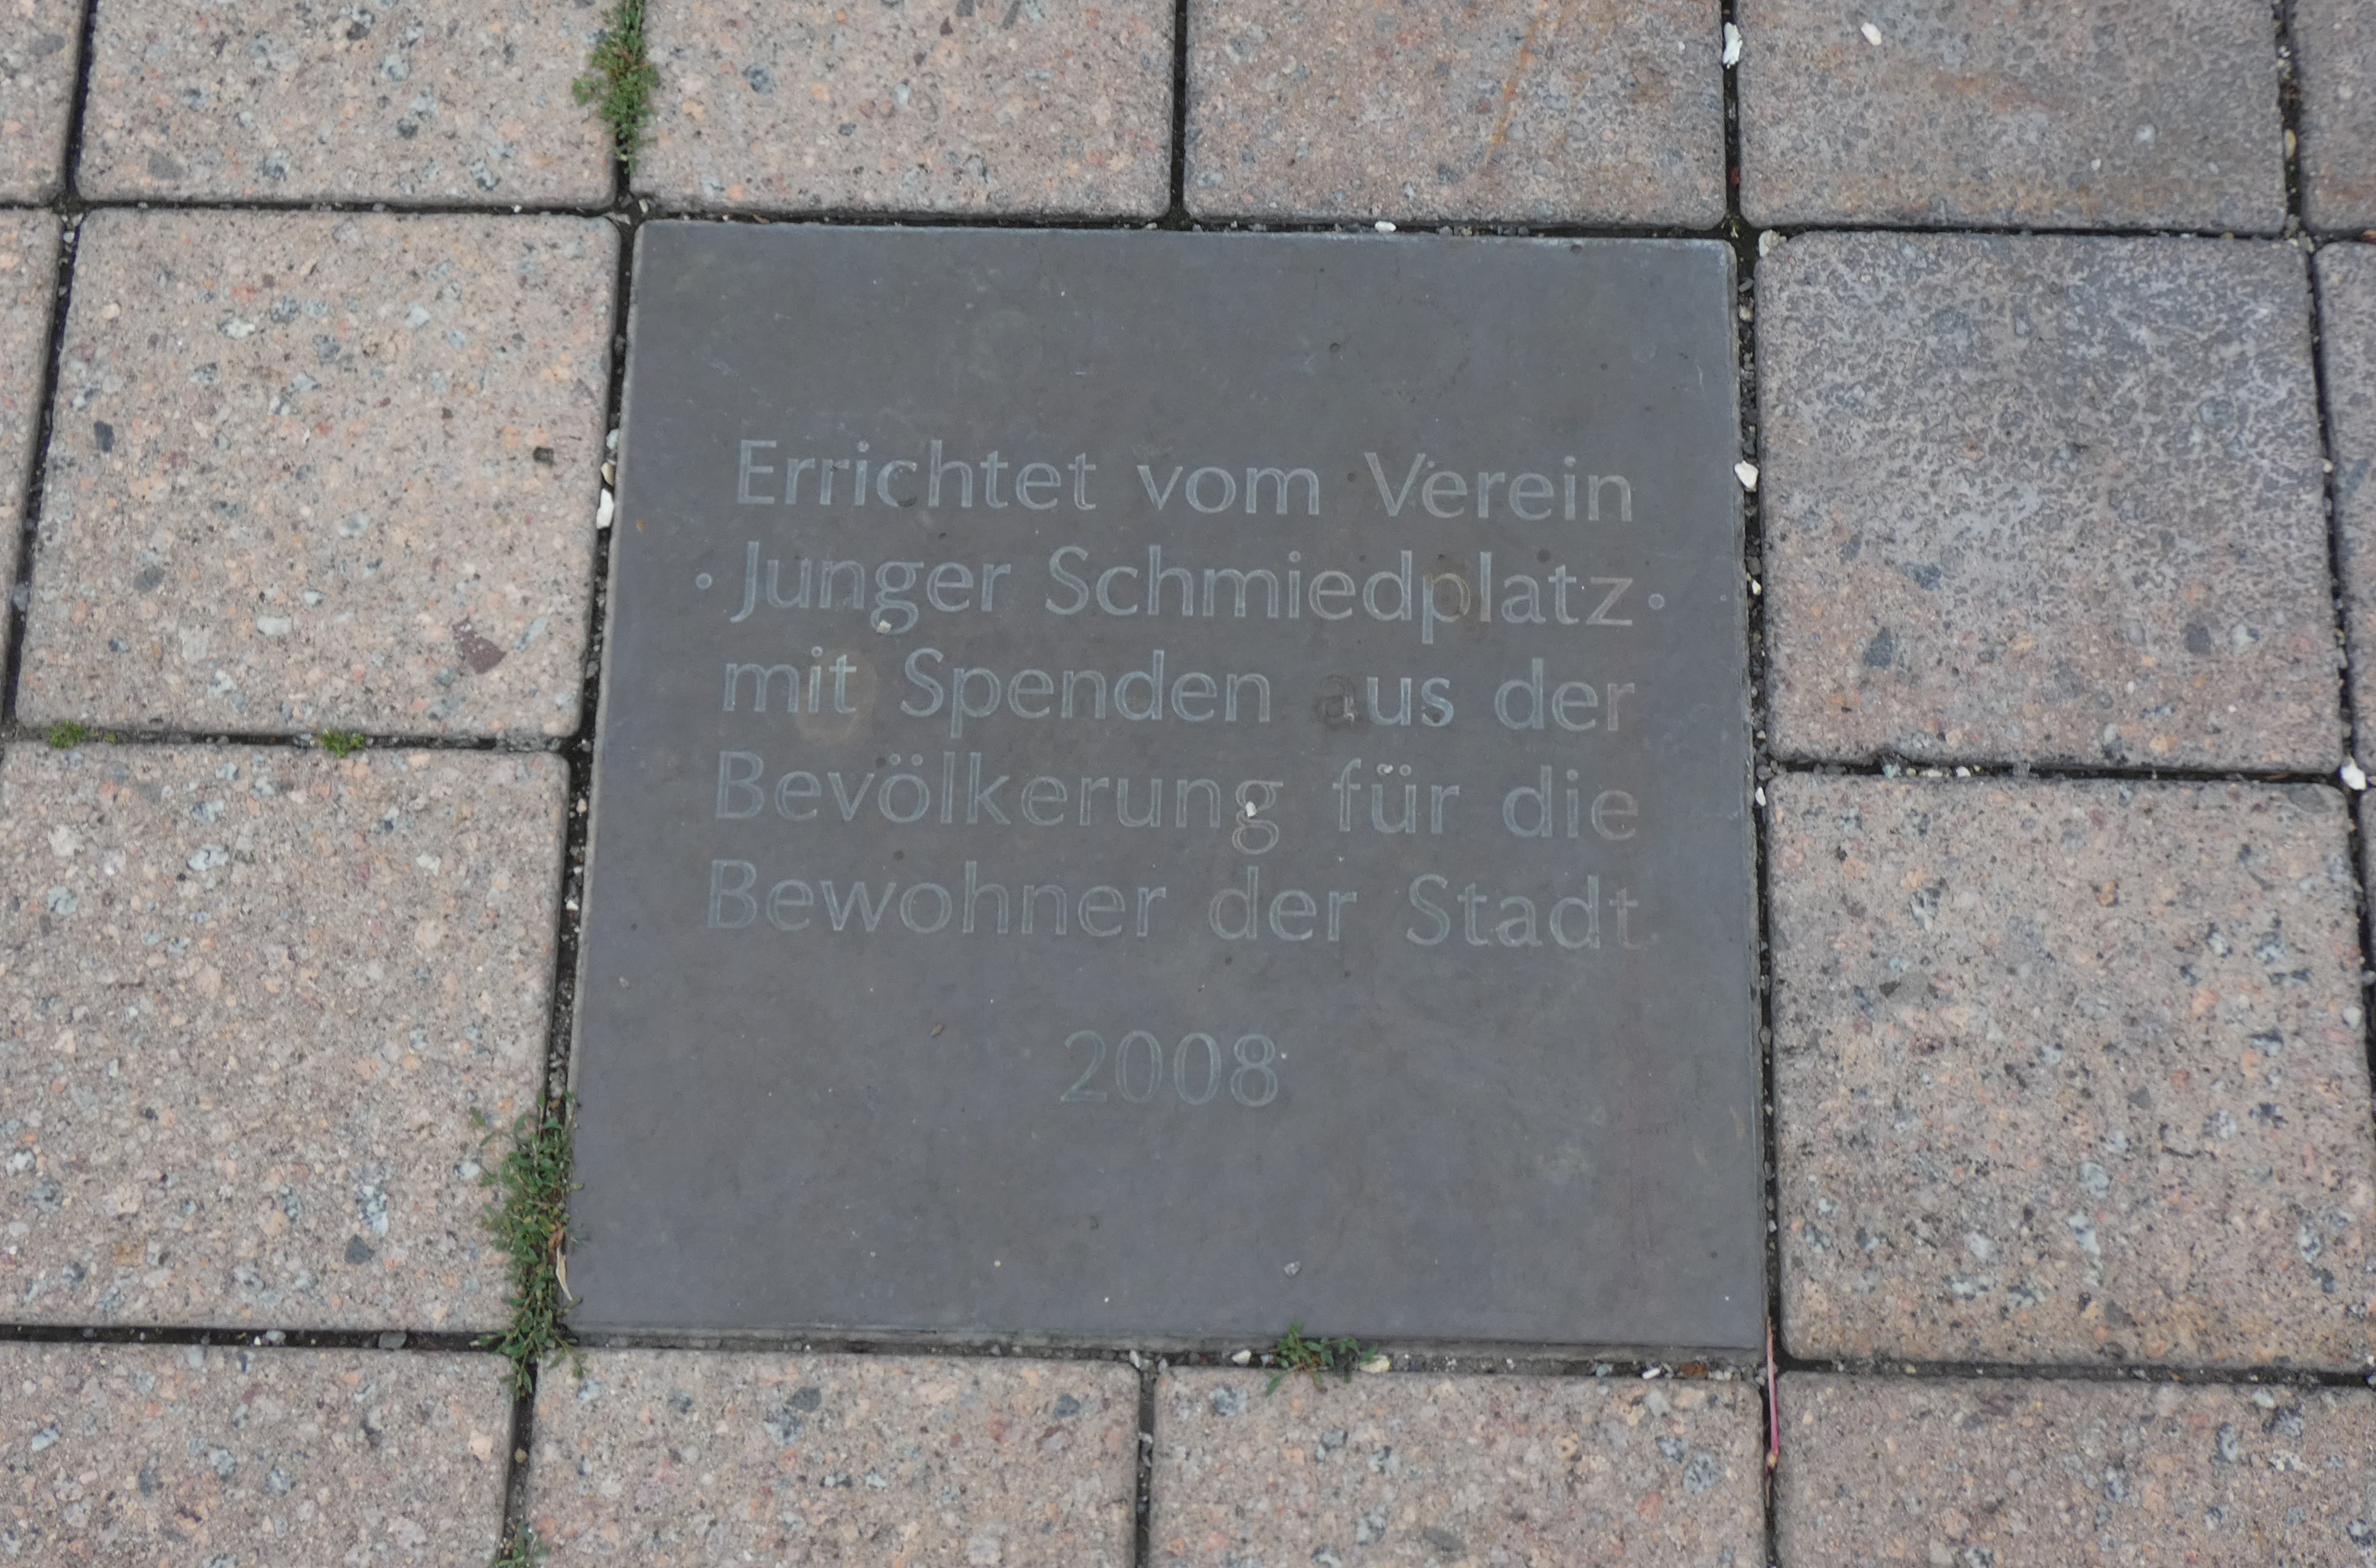 Errichtet vom Verein
· Junger Schmiedplatz ·
mit Spenden aus der
Bevölkerung für die
Bewohner der Stadt
2008